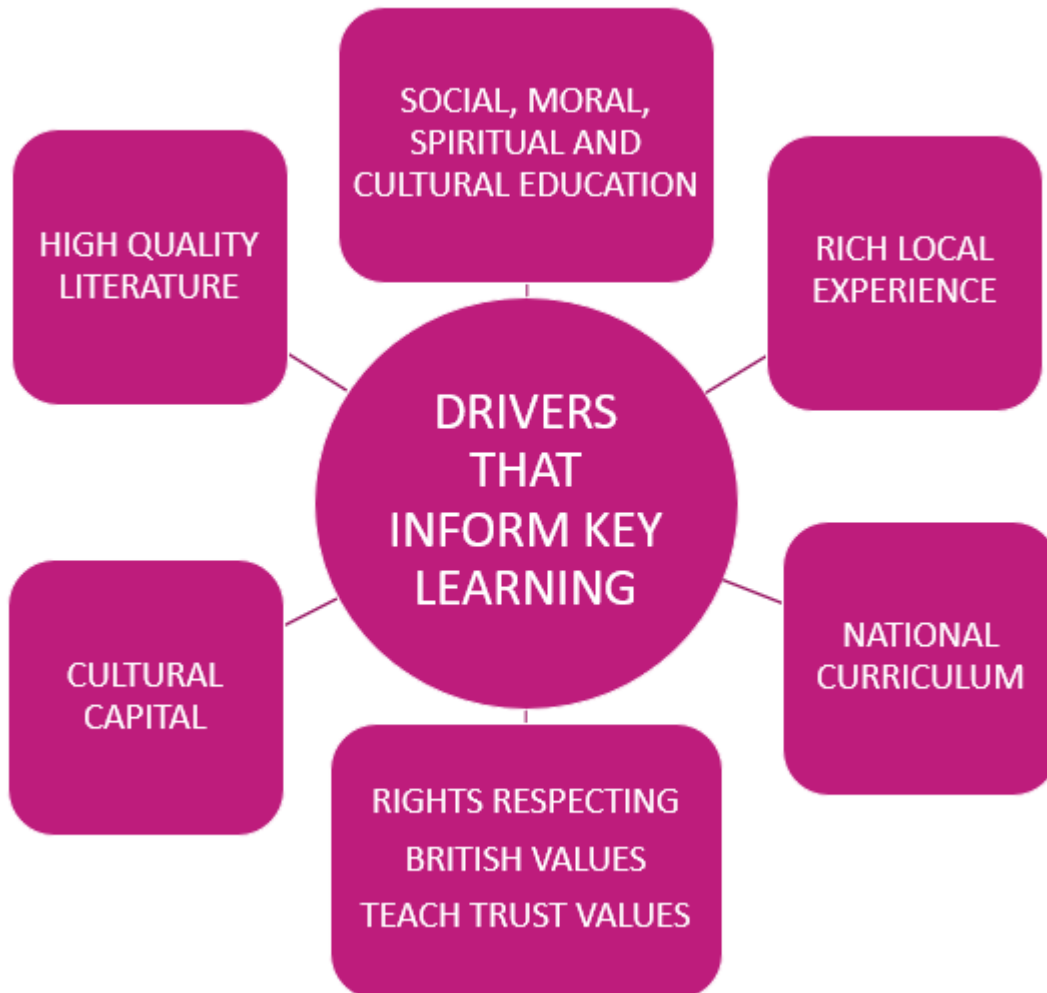 SOCIAL, MORAL,
SPIRITUAL AND
CULTURAL EDUCATION
HIGH QUALITY
LITERATURE
RICH LOCAL
EXPERIENCE
DRIVERS
THAT
INFORM KEY
LEARNING
CULTURAL
CAPITAL
NATIONAL
CURRICULUM
RIGHTS RESPECTING
BRITISH VALUES
TEACH TRUST VALUES